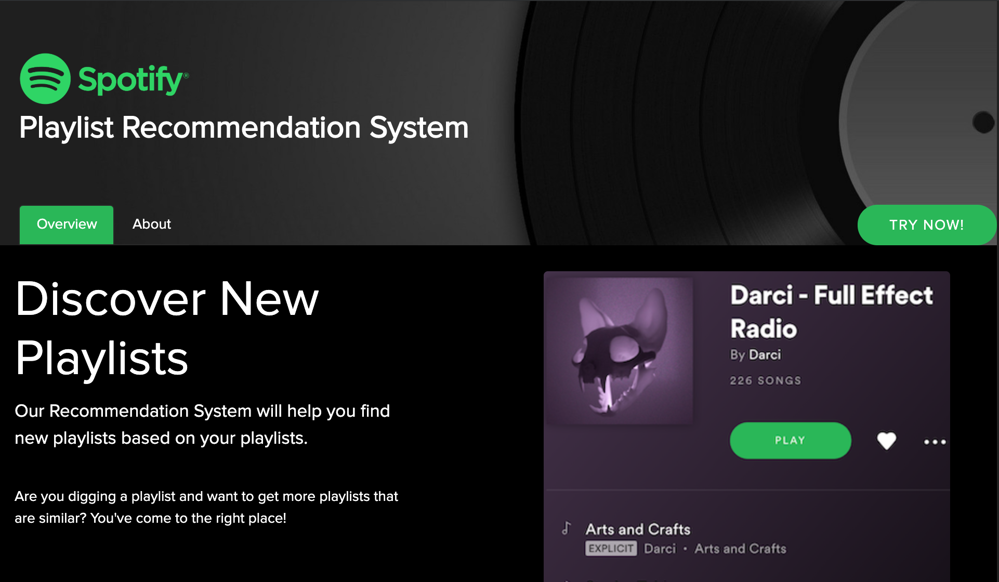 Spotify®
Playlist Recommendation System
Overview
About
TRY NOW!
Discover New
Playlists
Our Recommendation System will help you find
new playlists based on your playlists.
Are you digging a playlist and want to get more playlists that
are similar? You've come to the right place!
Darci - Full Effect
Radio
By Darci
226 SONGS
PLAY
Arts and Crafts
EXPLICIT Darci • Arts and Crafts